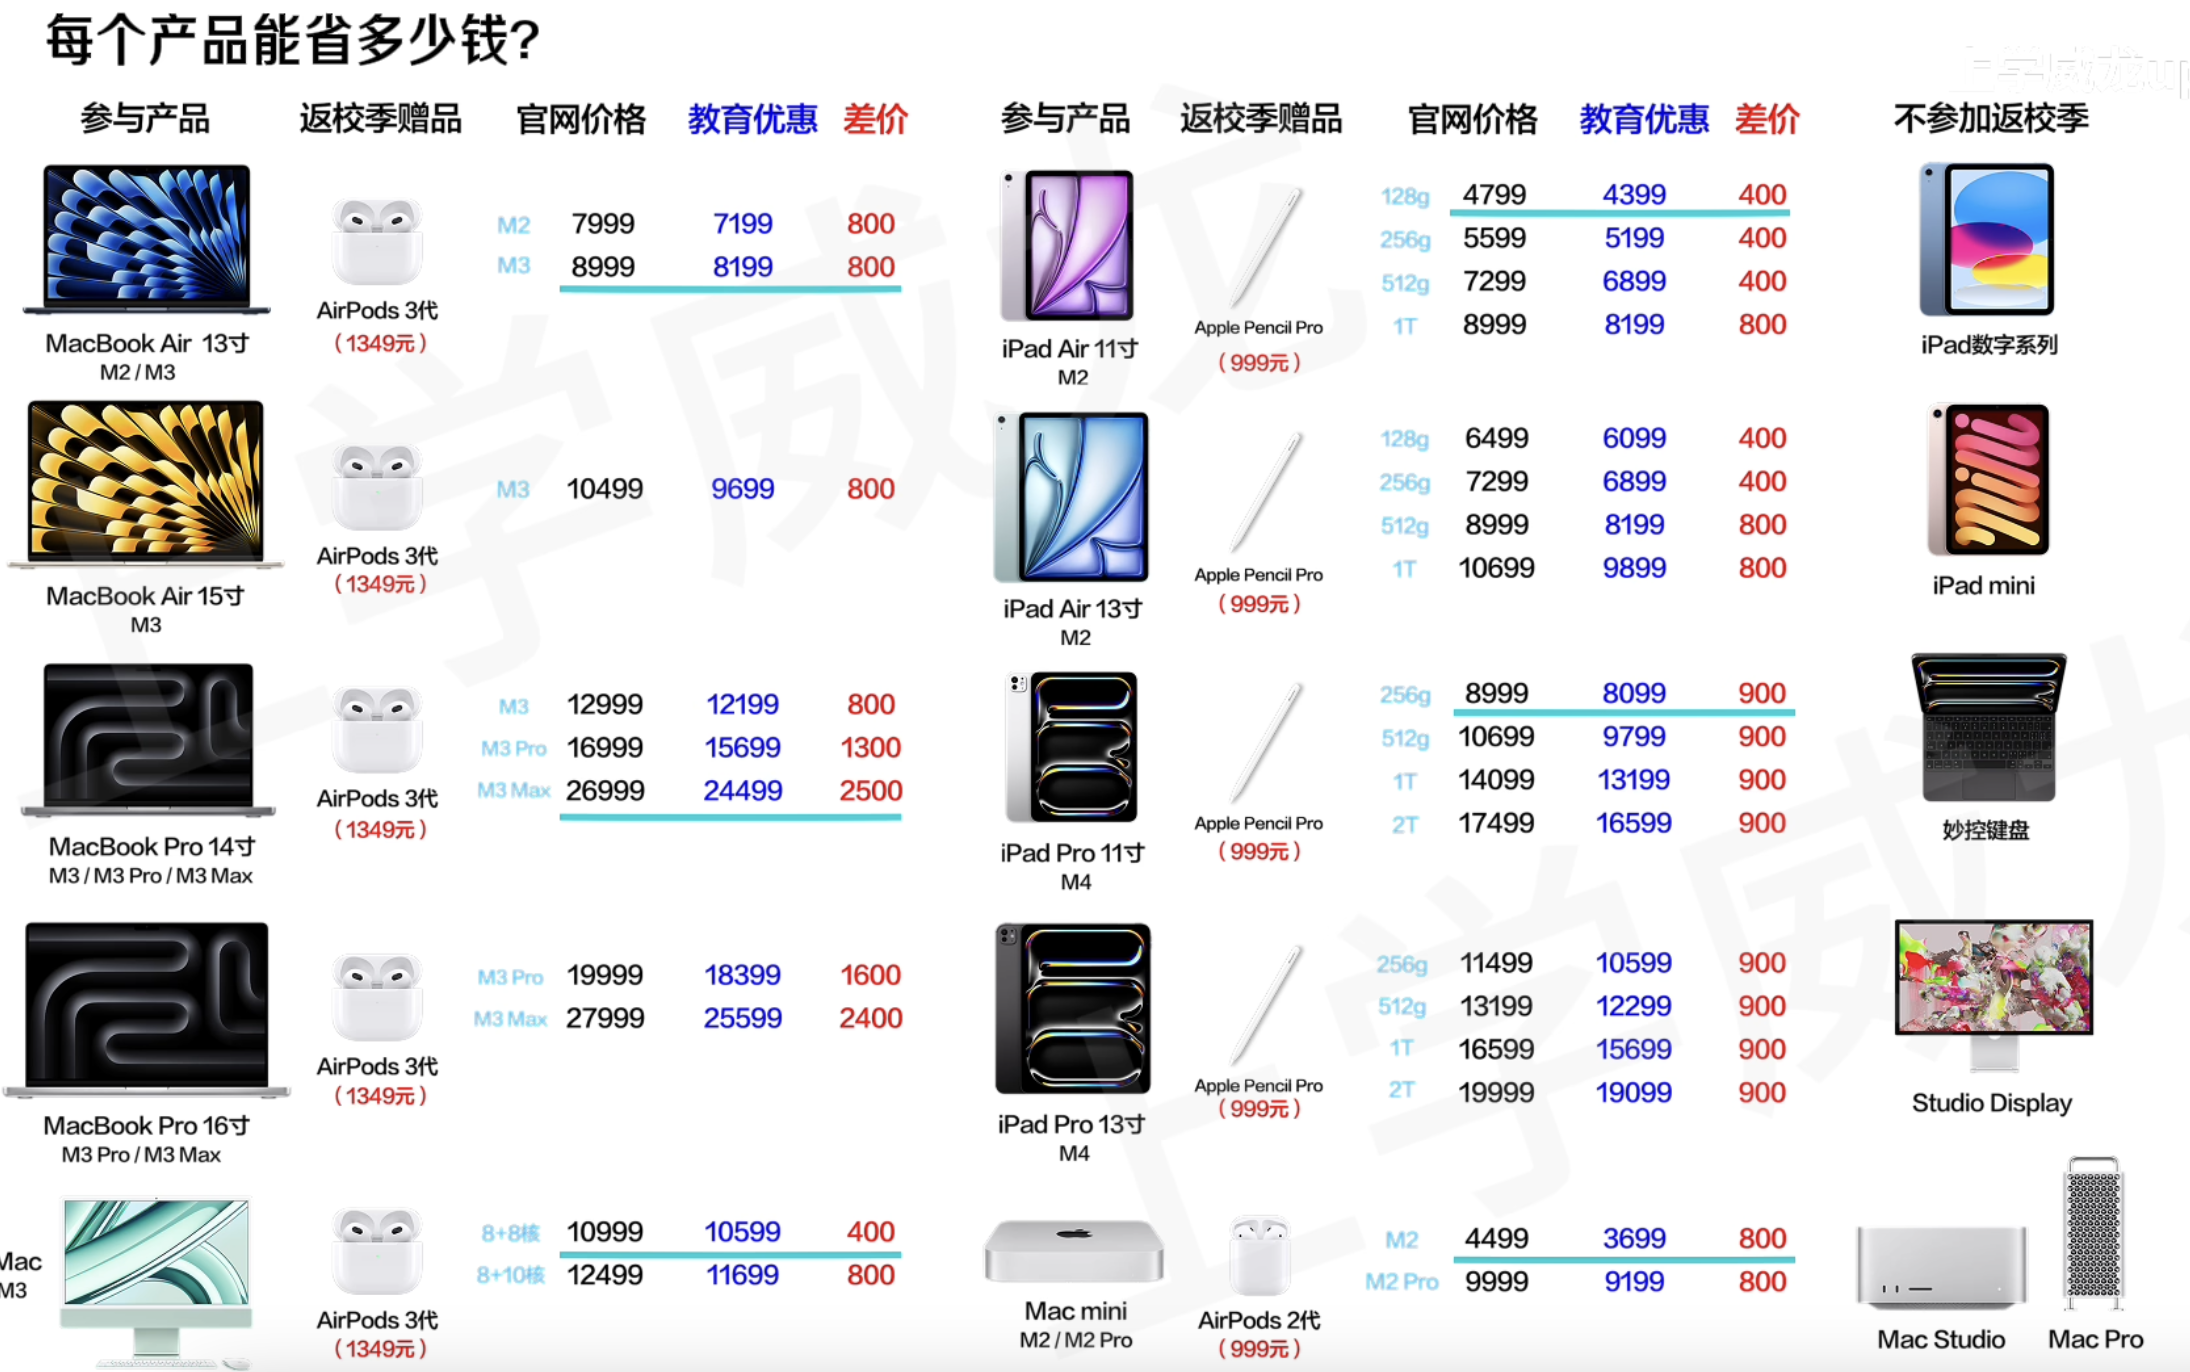 每个产品能省多少钱?
上学威龙up
参与产品 返校季赠品 官网价格 教育优惠 差价
MacBook Air 13寸
M2 / M3
AirPods 3代
(1349元)
M2 7999 7199 800
M3 8999 8199 800
MacBook Air 15寸
M3
AirPods 3代
(1349元)
M3 10499 9699 800
MacBook Pro 14寸
M3 / M3 Pro / M3 Max
AirPods 3代
(1349元)
M3 12999 12199 800
M3 Pro 16999 15699 1300
M3 Max 26999 24499 2500
MacBook Pro 16寸
M3 Pro / M3 Max
AirPods 3代
(1349元)
M3 Pro 19999 18399 1600
M3 Max 27999 25599 2400
Mac
M3
AirPods 3代
(1349元)
8+8核 10999 10599 400
8+10核 12499 11699 800
参与产品 返校季赠品 官网价格 教育优惠 差价
iPad Air 11寸
M2
Apple Pencil Pro
(999元)
128g 4799 4399 400
256g 5599 5199 400
512g 7299 6899 400
1T 8999 8199 800
iPad Air 13寸
M2
Apple Pencil Pro
(999元)
128g 6499 6099 400
256g 7299 6899 400
512g 8999 8199 800
1T 10699 9899 800
iPad Pro 11寸
M4
Apple Pencil Pro
(999元)
256g 8999 8099 900
512g 10699 9799 900
1T 14099 13199 900
2T 17499 16599 900
iPad Pro 13寸
M4
Apple Pencil Pro
(999元)
256g 11499 10599 900
512g 13199 12299 900
1T 16599 15699 900
2T 19999 19099 900
Mac mini
M2 / M2 Pro
AirPods 2代
(999元)
M2 4499 3699 800
M2 Pro 9999 9199 800
不参加返校季
iPad数字系列
iPad mini
妙控键盘
Studio Display
Mac Studio
Mac Pro
上学威龙
上学威龙